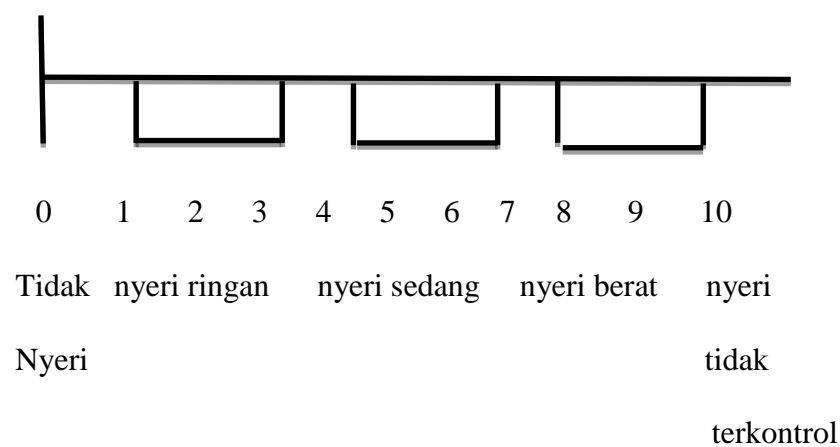 0 1 2 3 4 5 6 7 8 9 10
Tidak nyeri ringan nyeri sedang nyeri berat nyeri
Nyeri tidak
terkontrol